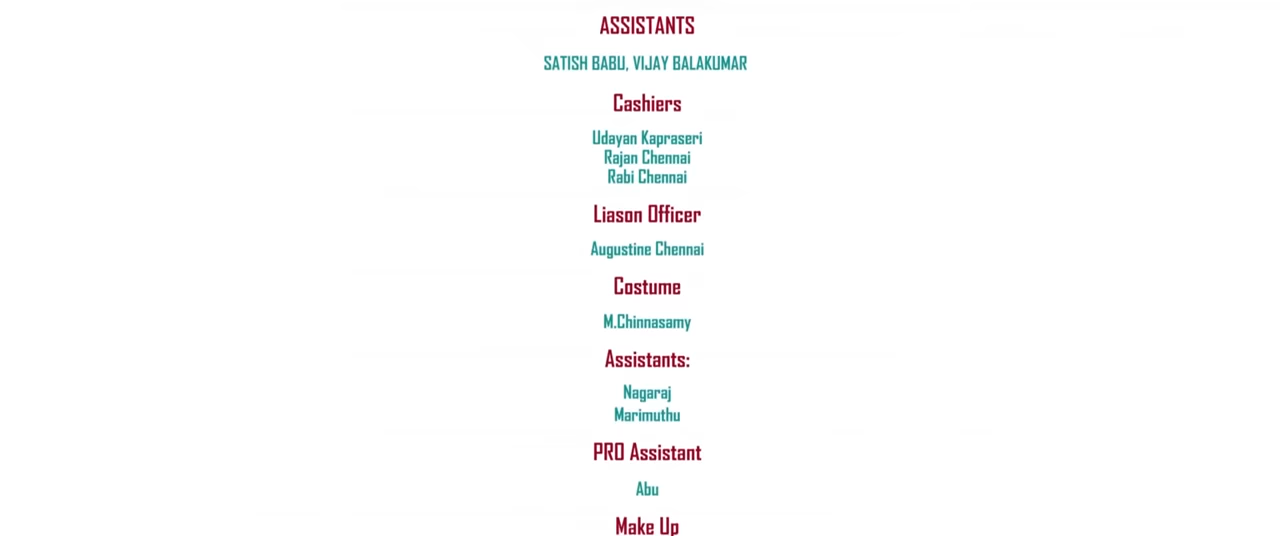 ASSISTANTS
SATISH BABU, VIJAY BALAKUMAR
Cashiers
Udayan Kapraseri
Rajan Chennai
Rabi Chennai
Liason Officer
Augustine Chennai
Costume
M.Chinnasamy
Assistants:
Nagaraj
Marimuthu
PRO Assistant
Abu
Make Up